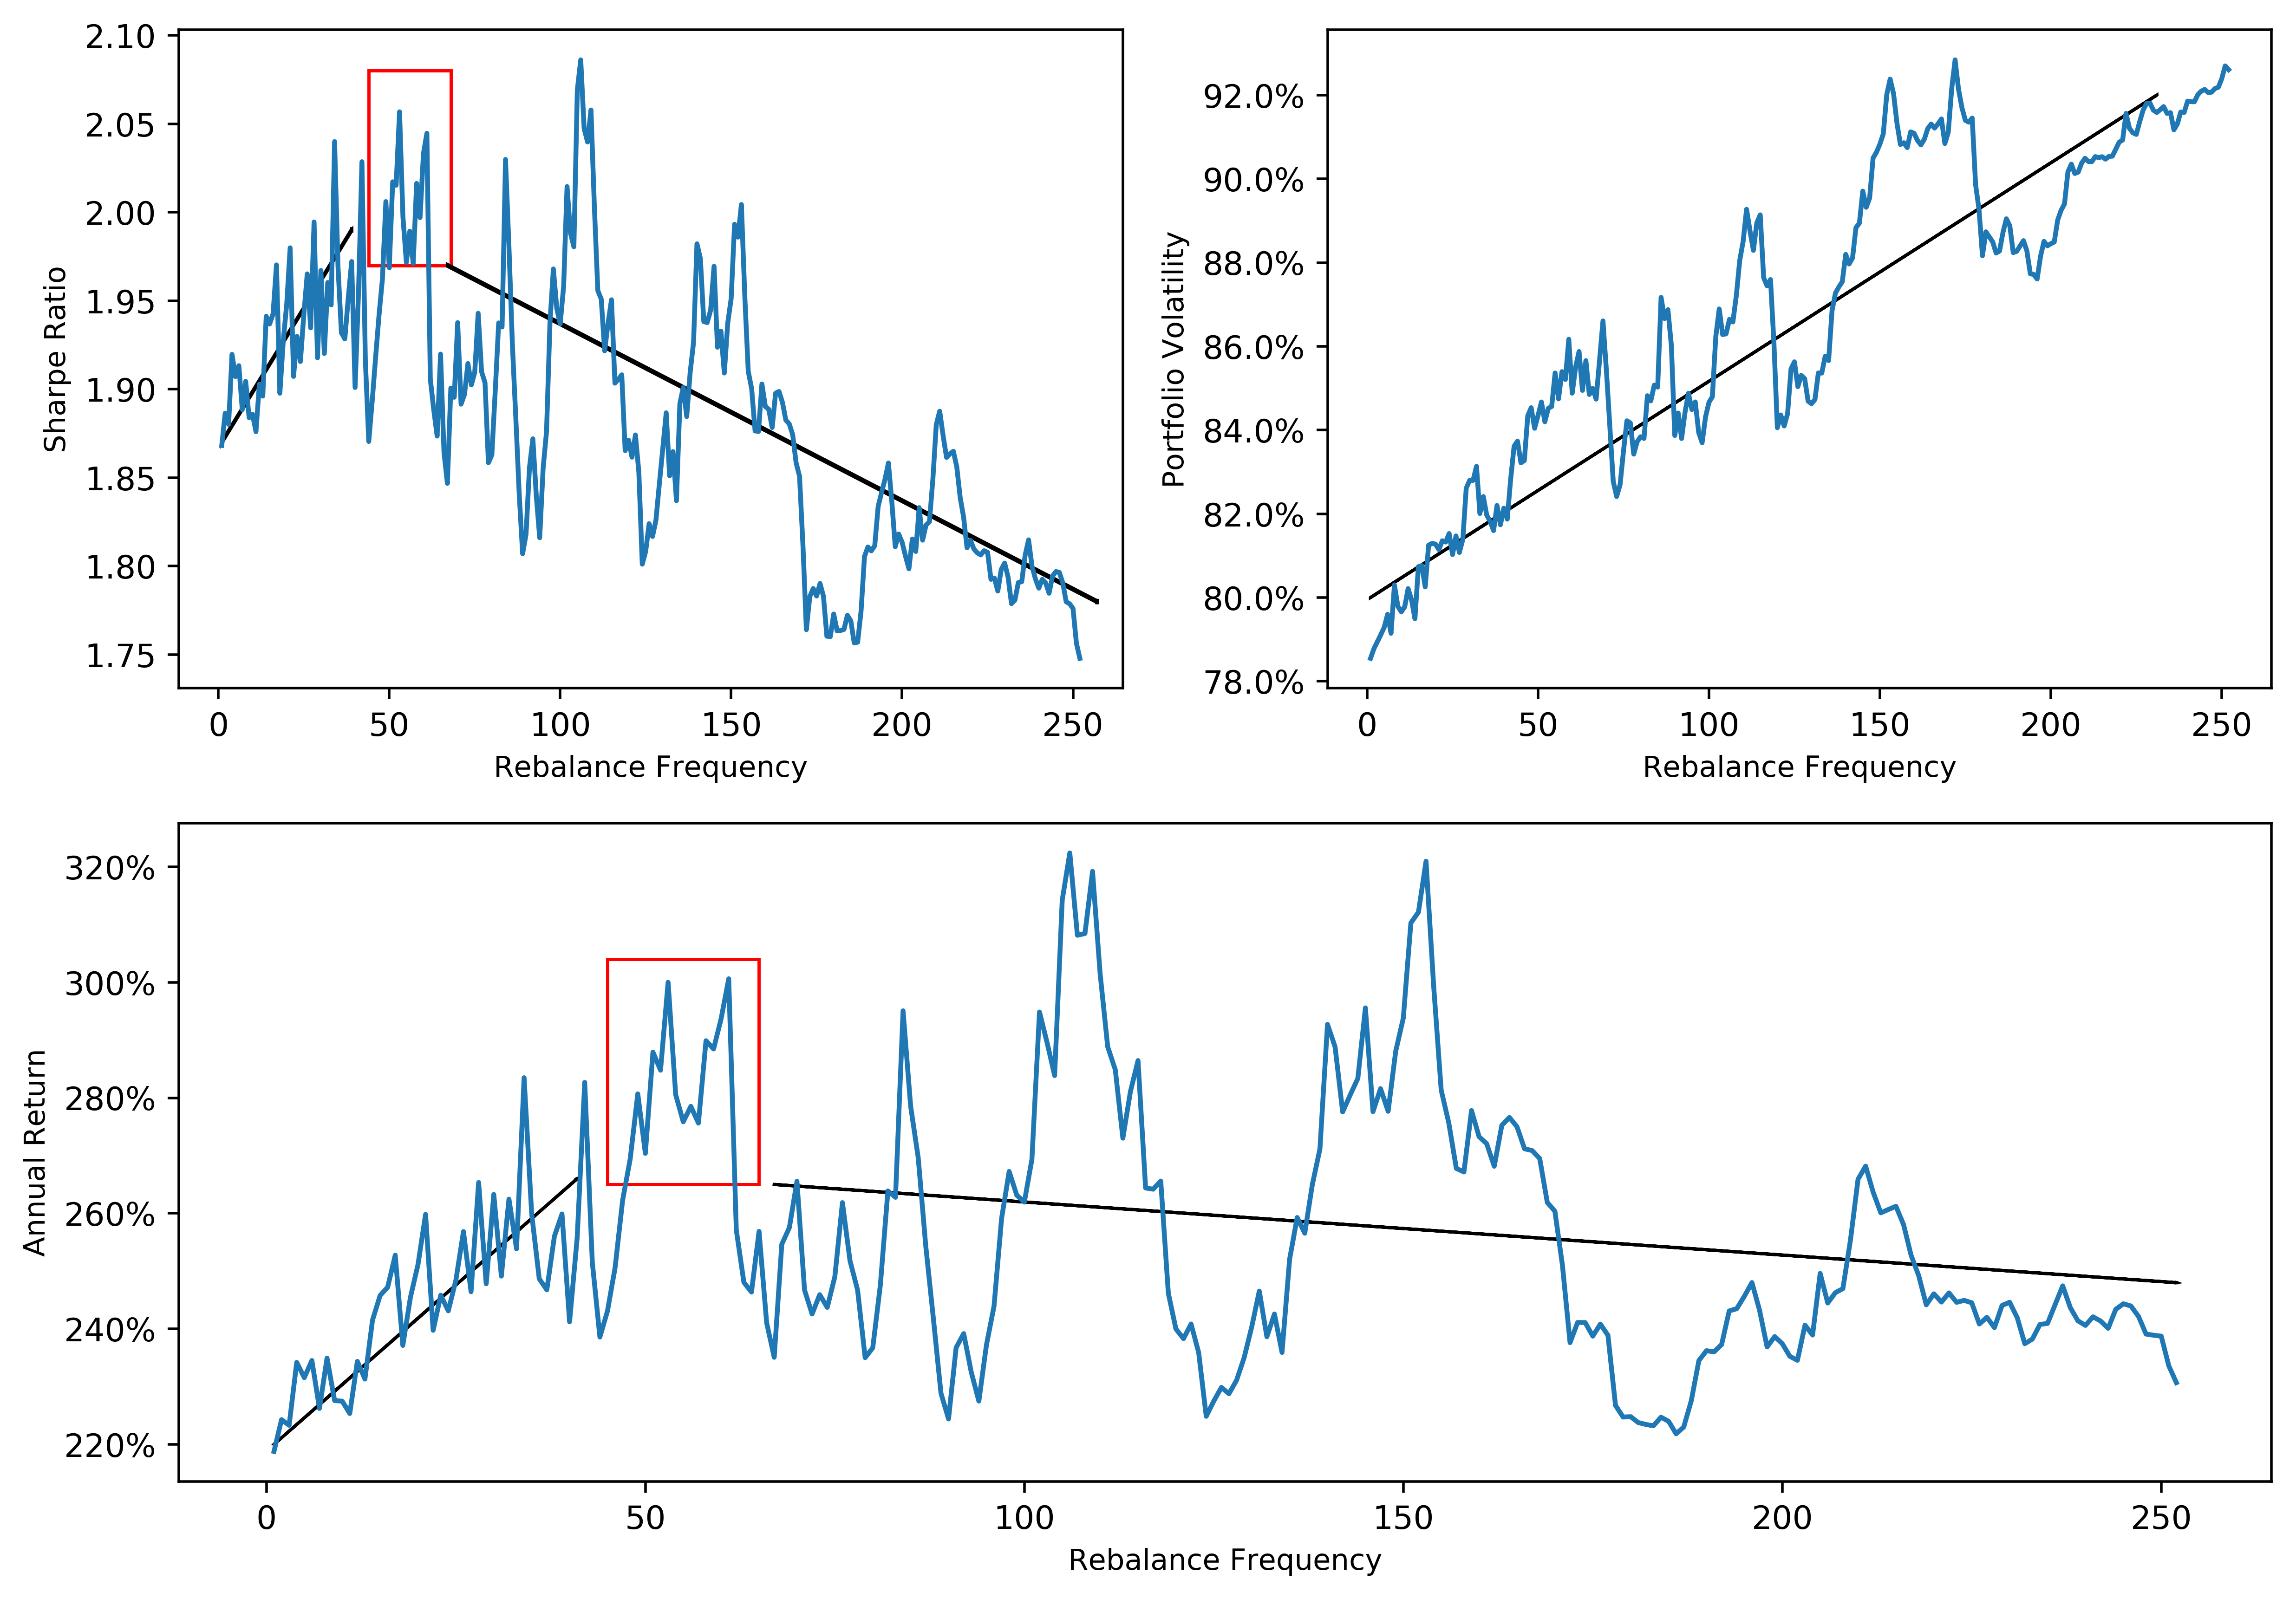 2.10
2.05
2.00
1.95
1.90
1.85
1.80
1.75
Sharpe Ratio
0 50 100 150 200 250
Rebalance Frequency
92.0%
90.0%
88.0%
86.0%
84.0%
82.0%
80.0%
78.0%
Portfolio Volatility
0 50 100 150 200 250
Rebalance Frequency
320%
300%
280%
260%
240%
220%
Annual Return
0 50 100 150 200 250
Rebalance Frequency